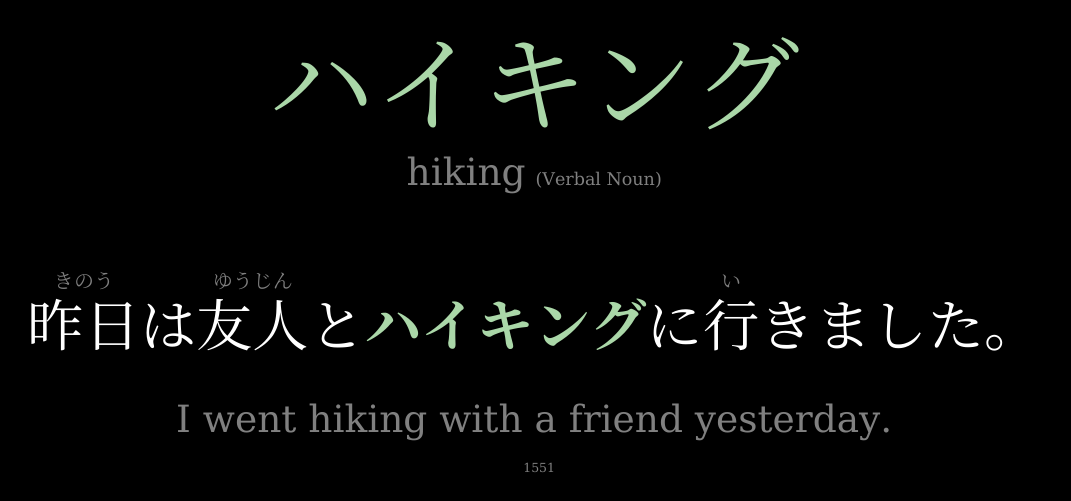 ハイキング
hiking (Verbal Noun)
きのう ゆうじん い
昨日は友人とハイキングに行きました。
I went hiking with a friend yesterday.
1551